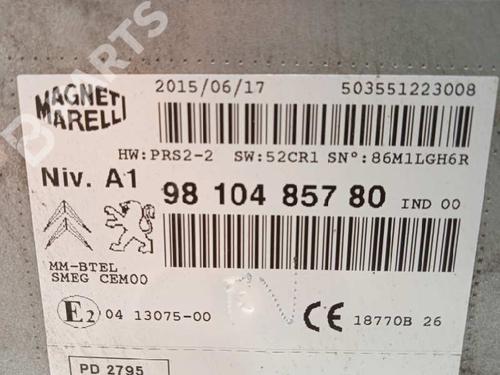 B PARTS
MAGNETI MARELLI
2015/06/17 503551223008
HW:PRS2-2 SW:52CR1 SN°:86M1LGH6R
Niv. A1 98 104 857 80 IND 00
MM-BTEL
SMEG CEM00
E2 04 13075-00 CE 18770B 26
PD 2795